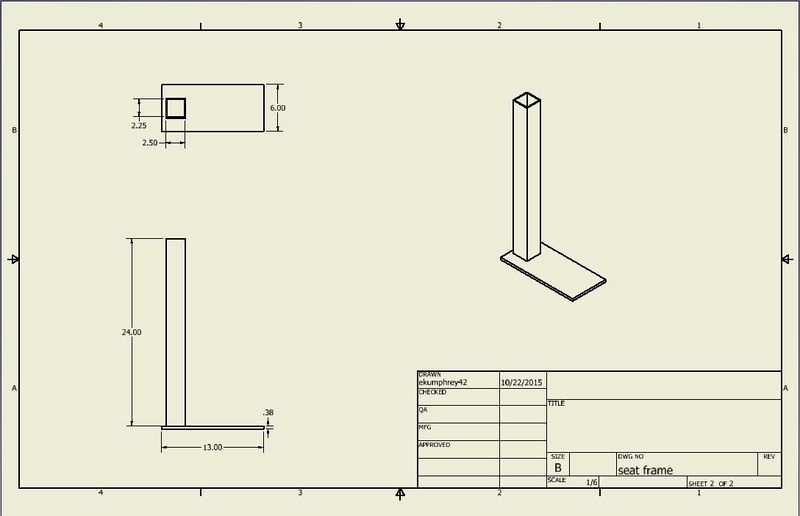 4 3 2 1
B B
6.00
2.25
2.50
24.00
.38
13.00
A A
DRAWN
ekumphrey42 10/22/2015
CHECKED
QA
MFG
APPROVED
TITLE
SIZE
B
DWG NO
seat frame
REV
SCALE 1/6
SHEET 2 OF 2
4 3 2 1